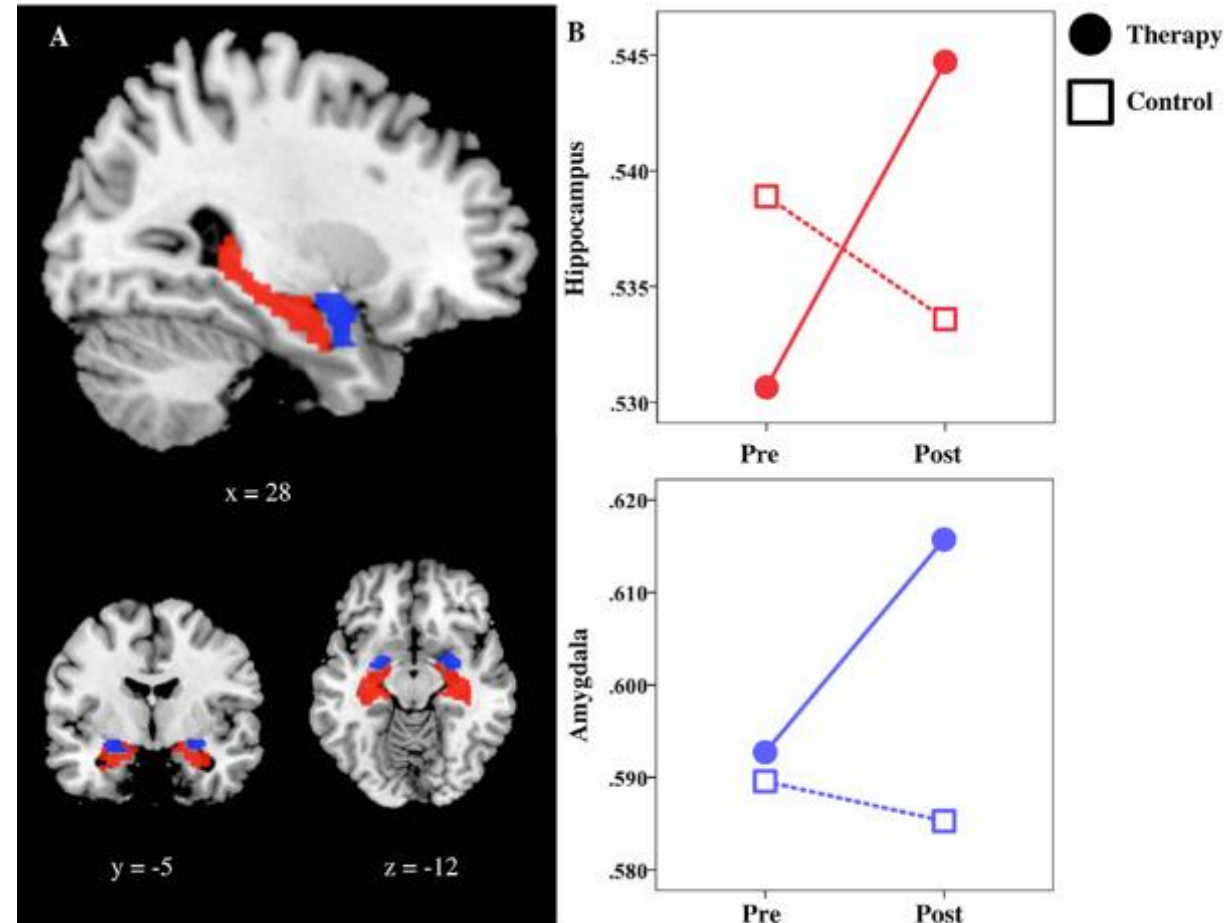 A
x = 28
y = -5
z = -12
B
Therapy
Control
Hippocampus
.545
.540
.535
.530
Pre
Post
Amygdala
.620
.610
.600
.590
.580
Pre
Post